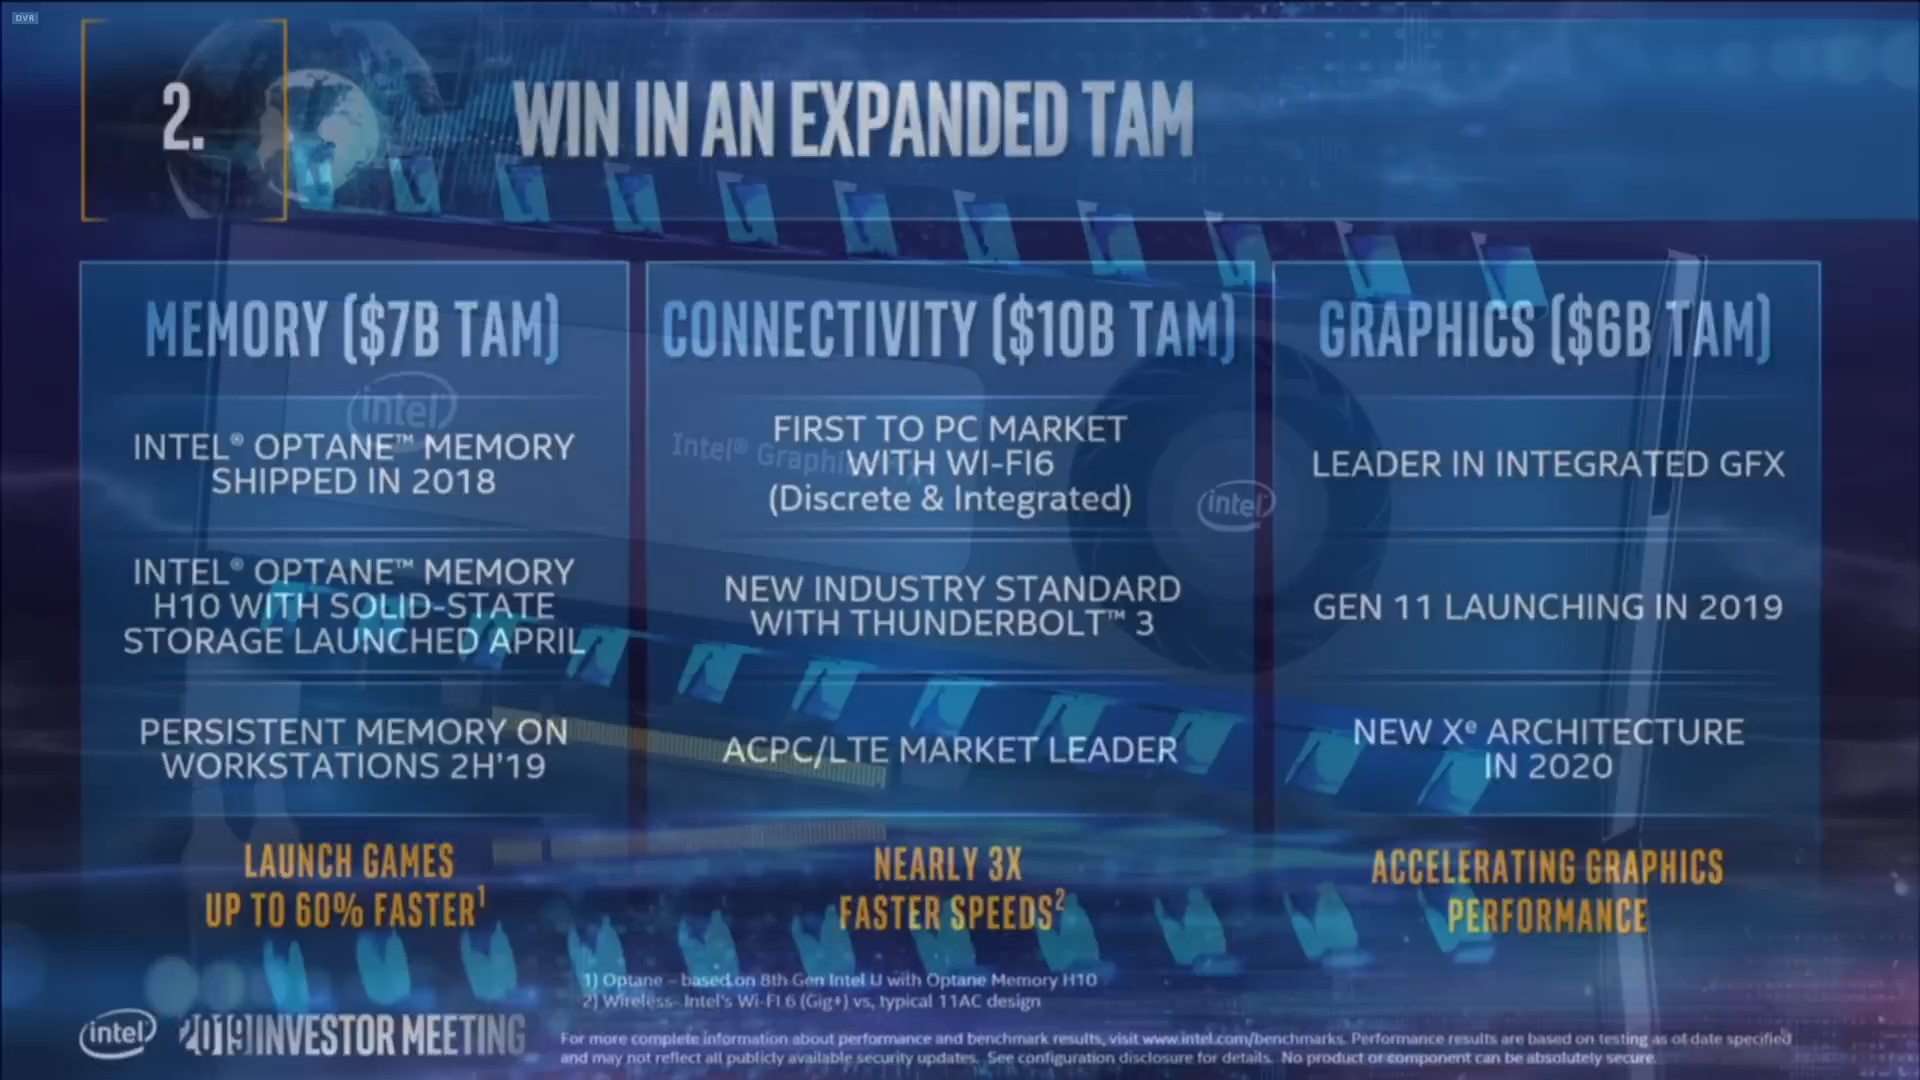 DVR
2.
WIN IN AN EXPANDED TAM
MEMORY ($7B TAM)
intel
INTEL® OPTANE™ MEMORY
SHIPPED IN 2018
INTEL® OPTANE™ MEMORY
H10 WITH SOLID-STATE
STORAGE LAUNCHED APRIL
PERSISTENT MEMORY ON
WORKSTATIONS 2H'19
LAUNCH GAMES
UP TO 60% FASTER¹
CONNECTIVITY ($10B TAM)
FIRST TO PC MARKET
Intel®
WITH WI-FI6
(Discrete & Integrated)
intel
NEW INDUSTRY STANDARD
WITH THUNDERBOLT™ 3
ACPC/LTE MARKET LEADER
NEARLY 3X
FASTER SPEEDS²
GRAPHICS ($6B TAM)
LEADER IN INTEGRATED GFX
GEN 11 LAUNCHING IN 2019
NEW Xᵉ ARCHITECTURE
IN 2020
ACCELERATING GRAPHICS
PERFORMANCE
1) Optane – based on 8th Gen Intel U with Optane Memory H10
2) Wireless- Intel's Wi-FI 6 (Gig+) vs, typical 11AC design
intel 2019 INVESTOR MEETING
For more complete information about performance and benchmark results, visit www.intel.com/benchmarks. Performance results are based on testing as of date specified
and may not reflect all publicly available security updates. See configuration disclosure for details. No product or component can be absolutely secure.